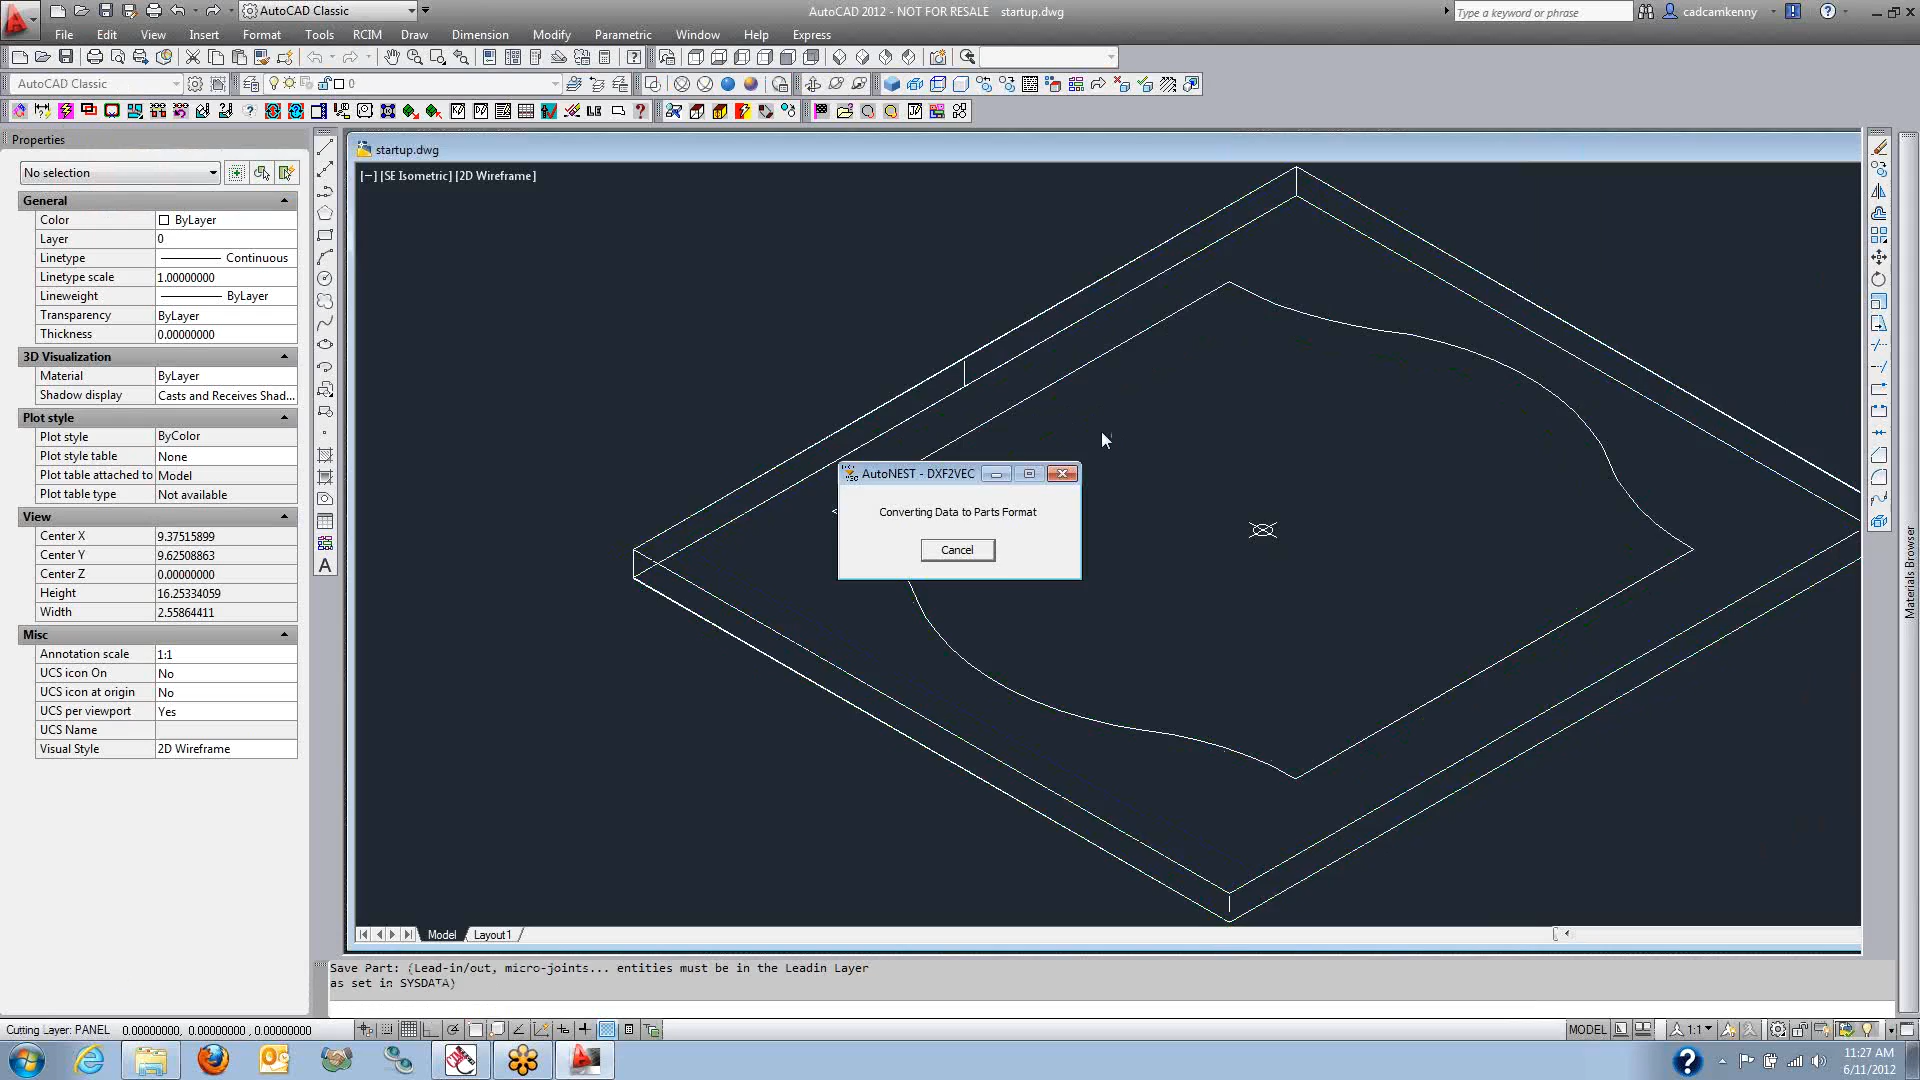 AutoCAD Classic
AutoCAD 2012 - NOT FOR RESALE startup.dwg
Type a keyword or phrase
cadcamkenny
File Edit View Insert Format Tools RCIM Draw Dimension Modify Parametric Window Help Express
AutoCAD Classic
0
Properties
No selection
General
Color ByLayer
Layer 0
Linetype Continuous
Linetype scale 1.00000000
Lineweight ByLayer
Transparency ByLayer
Thickness 0.00000000
3D Visualization
Material ByLayer
Shadow display Casts and Receives Shad...
Plot style
Plot style ByColor
Plot style table None
Plot table attached to Model
Plot table type Not available
View
Center X 9.37515899
Center Y 9.62508863
Center Z 0.00000000
Height 16.25334059
Width 2.55864411
Misc
Annotation scale 1:1
UCS icon On No
UCS icon at origin No
UCS per viewport Yes
UCS Name
Visual Style 2D Wireframe
startup.dwg
[−] [SE Isometric] [2D Wireframe]
AutoNEST - DXF2VEC
Converting Data to Parts Format
Cancel
Materials Browser
Model Layout1
Save Part: (Lead-in/out, micro-joints... entities must be in the Leadin Layer
as set in SYSDATA)
Cutting Layer: PANEL 0.00000000, 0.00000000 , 0.00000000
MODEL
1:1
11:27 AM
6/11/2012